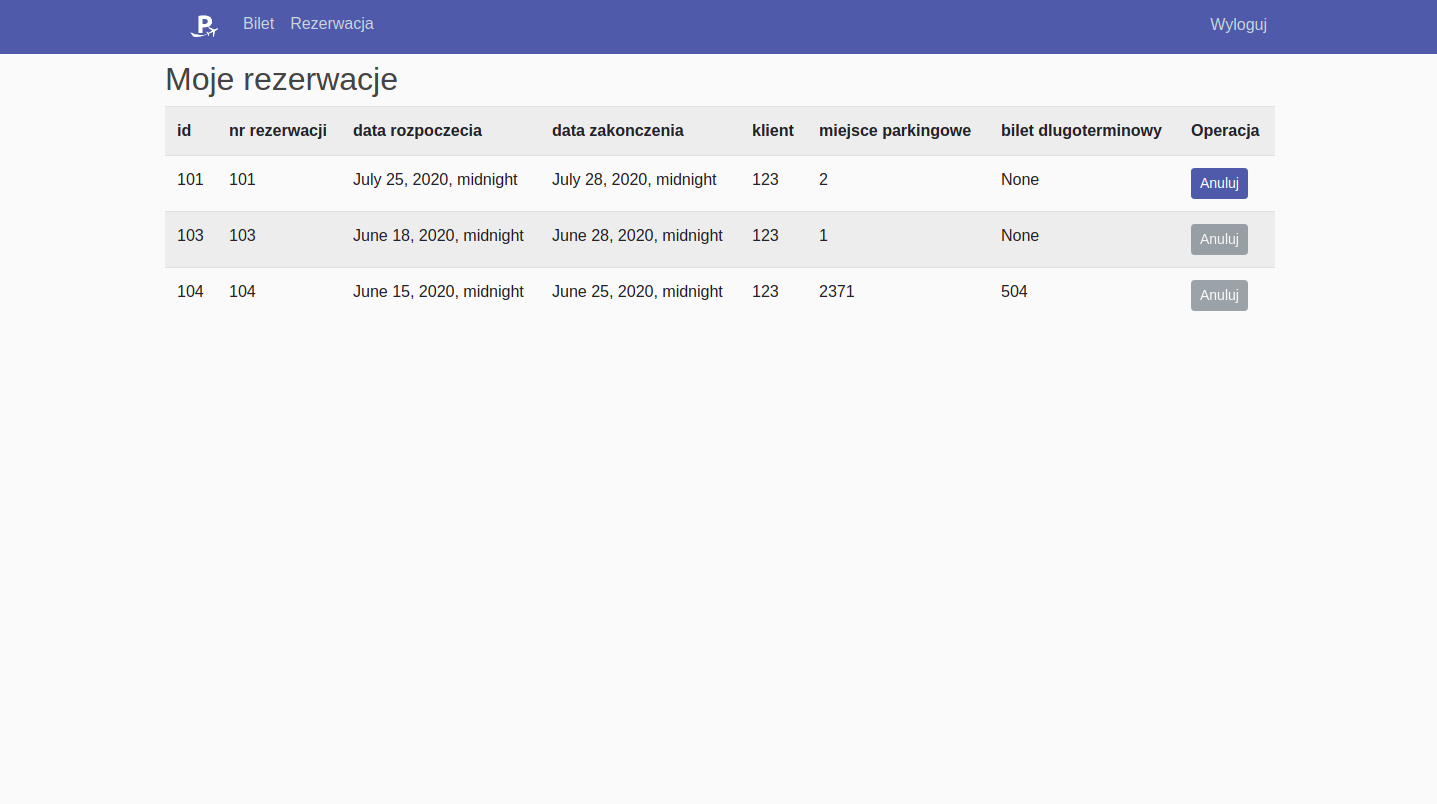 P Bilet Rezerwacja Wyloguj
Moje rezerwacje
id nr rezerwacji data rozpoczecia data zakonczenia klient miejsce parkingowe bilet dlugoterminowy Operacja
101 101 July 25, 2020, midnight July 28, 2020, midnight 123 2 None Anuluj
103 103 June 18, 2020, midnight June 28, 2020, midnight 123 1 None Anuluj
104 104 June 15, 2020, midnight June 25, 2020, midnight 123 2371 504 Anuluj